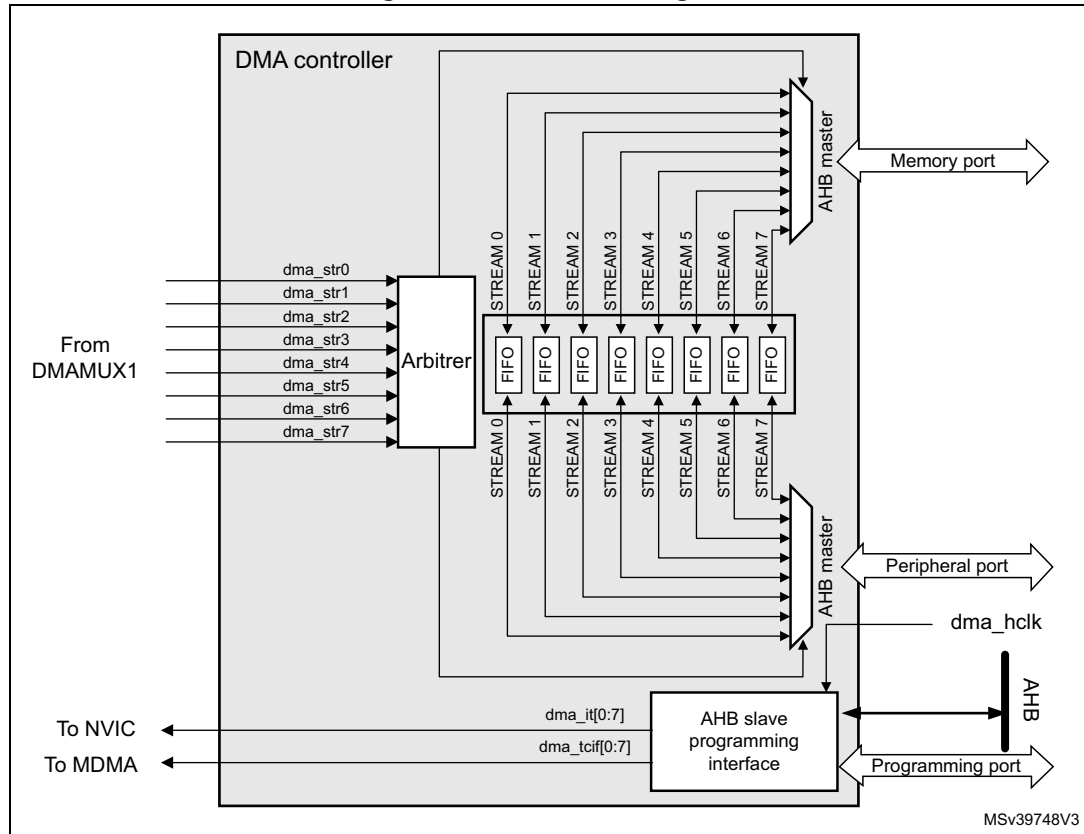 DMA controller
AHB master
Memory port
STREAM 0
STREAM 1
STREAM 2
STREAM 3
STREAM 4
STREAM 5
STREAM 6
STREAM 7
From
DMAMUX1
dma_str0
dma_str1
dma_str2
dma_str3
dma_str4
dma_str5
dma_str6
dma_str7
Arbitrer
FIFO
FIFO
FIFO
FIFO
FIFO
FIFO
FIFO
FIFO
STREAM 0
STREAM 1
STREAM 2
STREAM 3
STREAM 4
STREAM 5
STREAM 6
STREAM 7
AHB master
Peripheral port
dma_hclk
AHB
To NVIC
dma_it[0:7]
To MDMA
dma_tcif[0:7]
AHB slave
programming
interface
Programming port
MSv39748V3